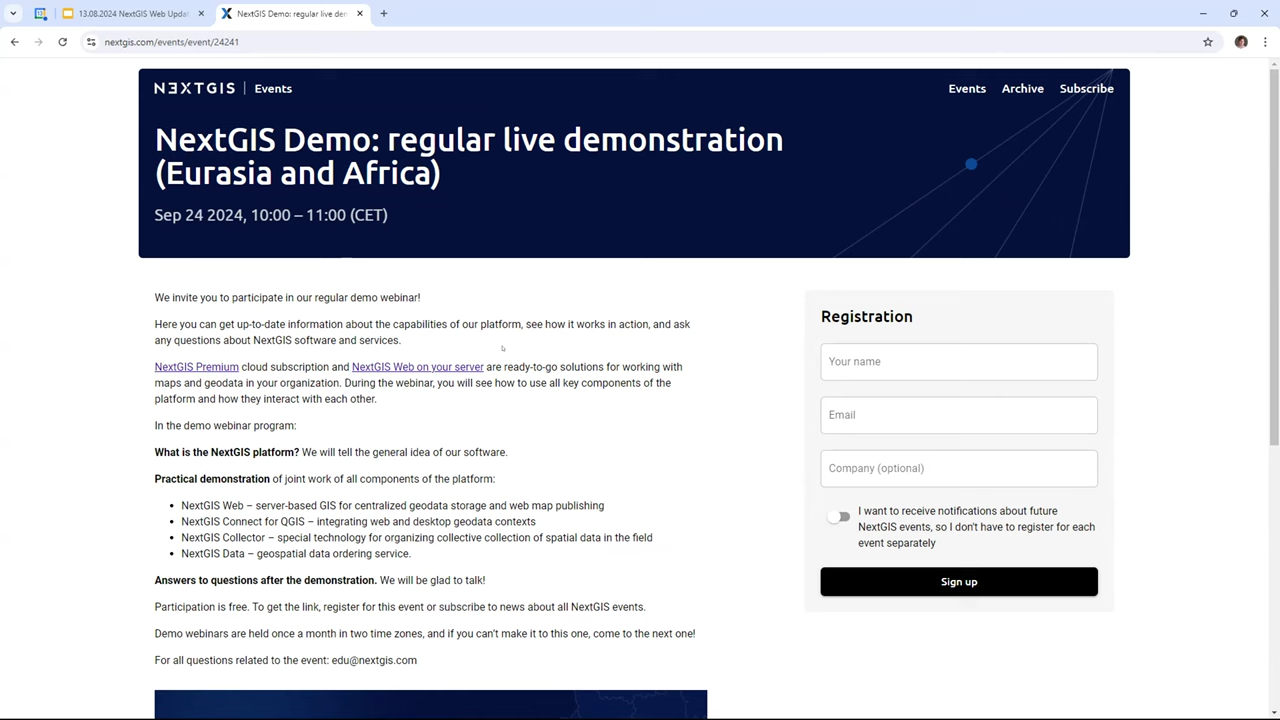 13.08.2024 NextGIS Web Updat
NextGIS Demo: regular live den
nextgis.com/events/event/24241
NEXTGIS | Events
Events Archive Subscribe
NextGIS Demo: regular live demonstration
(Eurasia and Africa)
Sep 24 2024, 10:00 – 11:00 (CET)
We invite you to participate in our regular demo webinar!
Here you can get up-to-date information about the capabilities of our platform, see how it works in action, and ask
any questions about NextGIS software and services.
NextGIS Premium cloud subscription and NextGIS Web on your server are ready-to-go solutions for working with
maps and geodata in your organization. During the webinar, you will see how to use all key components of the
platform and how they interact with each other.
In the demo webinar program:
What is the NextGIS platform? We will tell the general idea of our software.
Practical demonstration of joint work of all components of the platform:
• NextGIS Web – server-based GIS for centralized geodata storage and web map publishing
• NextGIS Connect for QGIS – integrating web and desktop geodata contexts
• NextGIS Collector – special technology for organizing collective collection of spatial data in the field
• NextGIS Data – geospatial data ordering service.
Answers to questions after the demonstration. We will be glad to talk!
Participation is free. To get the link, register for this event or subscribe to news about all NextGIS events.
Demo webinars are held once a month in two time zones, and if you can't make it to this one, come to the next one!
For all questions related to the event: edu@nextgis.com
Registration
Your name
Email
Company (optional)
I want to receive notifications about future
NextGIS events, so I don't have to register for each
event separately
Sign up